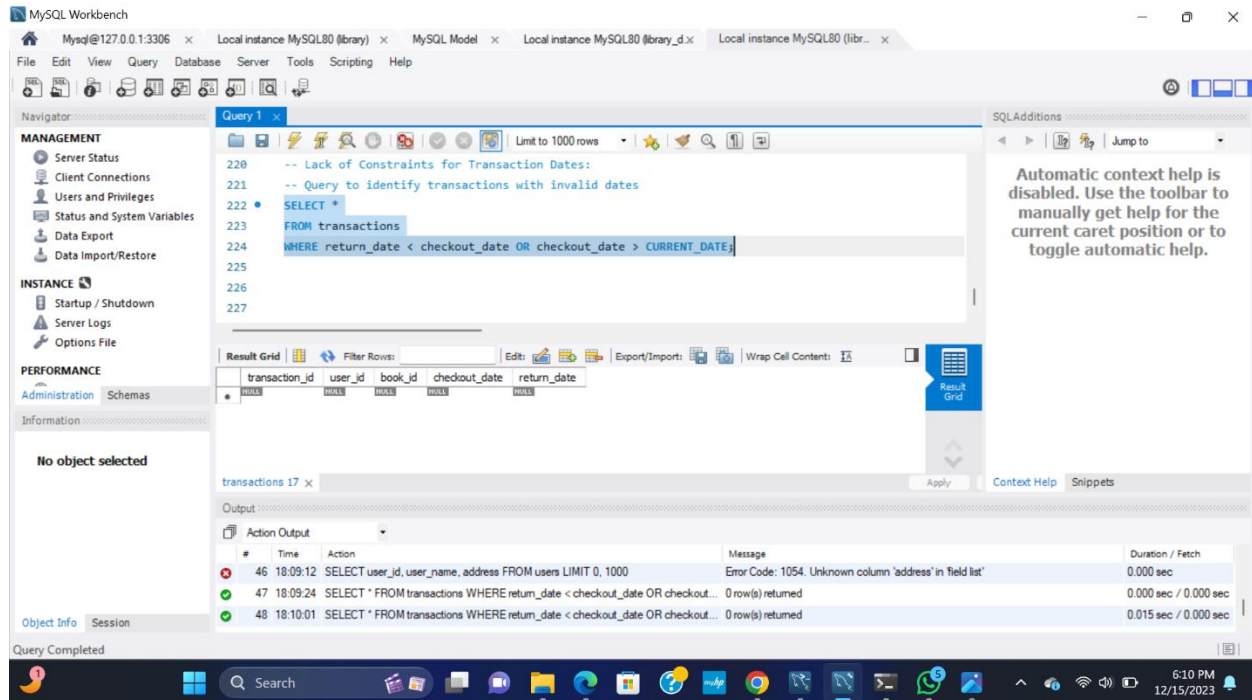 MySQL Workbench
Mysql@127.0.0.1:3306 × Local instance MySQL80 (library) × MySQL Model × Local instance MySQL80 (library_d.× Local instance MySQL80 (libr... ×
File Edit View Query Database Server Tools Scripting Help
Navigator
MANAGEMENT
Server Status
Client Connections
Users and Privileges
Status and System Variables
Data Export
Data Import/Restore
INSTANCE
Startup / Shutdown
Server Logs
Options File
PERFORMANCE
Administration Schemas
Information
No object selected
Object Info Session
Query 1 ×
Limit to 1000 rows
220 -- Lack of Constraints for Transaction Dates:
221 -- Query to identify transactions with invalid dates
222 SELECT *
223 FROM transactions
224 WHERE return_date < checkout_date OR checkout_date > CURRENT_DATE;
225
226
227
Result Grid Filter Rows: Edit: Export/Import: Wrap Cell Content:
transaction_id user_id book_id checkout_date return_date
NULL NULL NULL NULL NULL
Result Grid
transactions 17 × Apply
SQLAdditions
Jump to
Automatic context help is
disabled. Use the toolbar to
manually get help for the
current caret position or to
toggle automatic help.
Context Help Snippets
Output
Action Output
# Time Action Message Duration / Fetch
46 18:09:12 SELECT user_id, user_name, address FROM users LIMIT 0, 1000 Error Code: 1054. Unknown column 'address' in 'field list' 0.000 sec
47 18:09:24 SELECT * FROM transactions WHERE return_date < checkout_date OR checkout... 0 row(s) returned 0.000 sec / 0.000 sec
48 18:10:01 SELECT * FROM transactions WHERE return_date < checkout_date OR checkout... 0 row(s) returned 0.015 sec / 0.000 sec
Query Completed
1 Search mhp 5 6:10 PM
12/15/2023